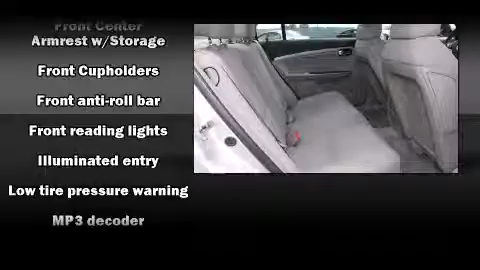 Front Center
Armrest w/Storage
Front Cupholders
Front anti-roll bar
Front reading lights
Illuminated entry
Low tire pressure warning
MP3 decoder